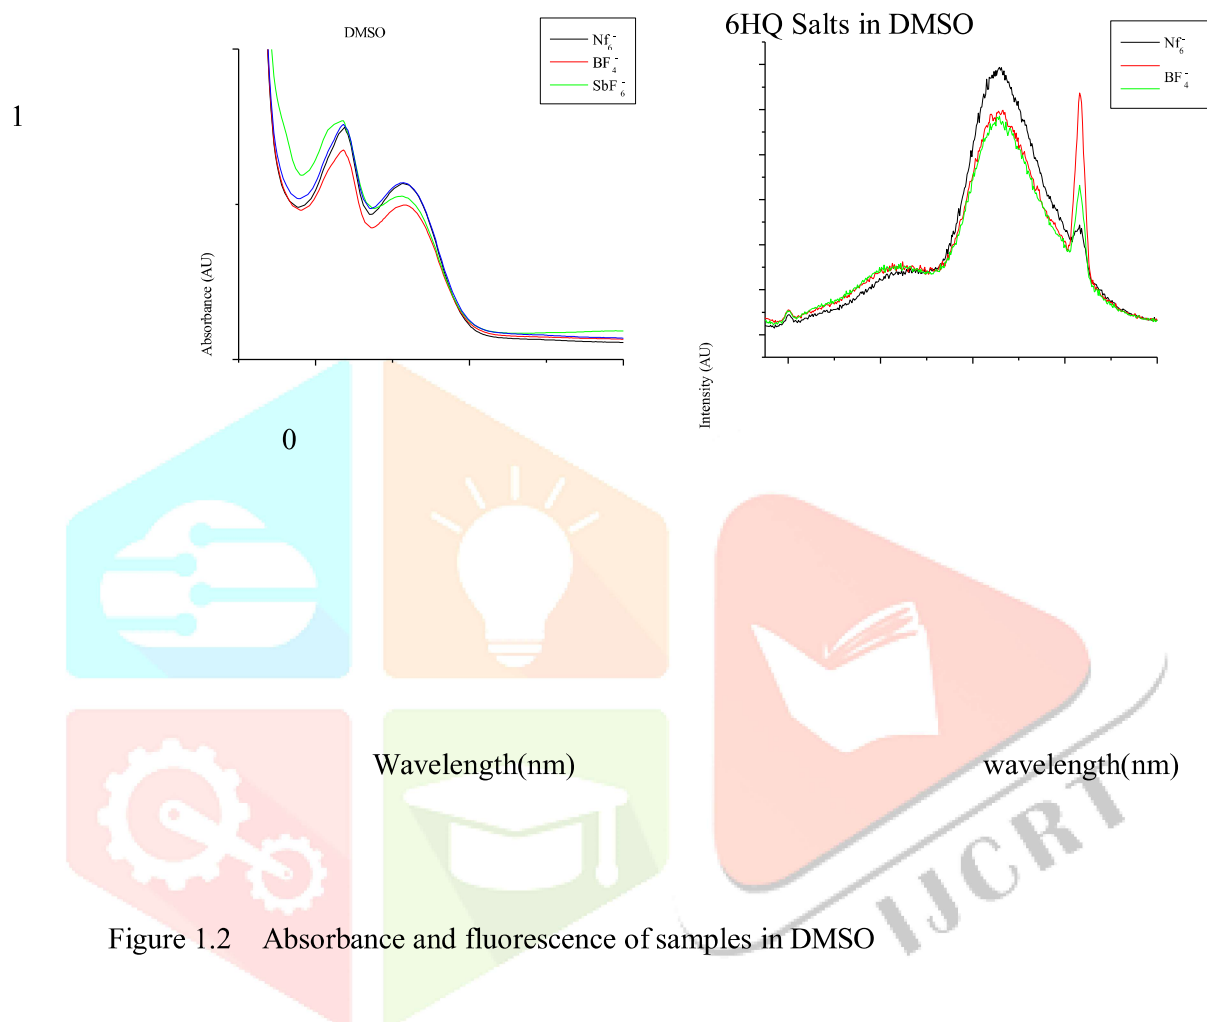 6HQ Salts in DMSO
DMSO
Nf6-
BF4-
SbF6-
Nf6-
BF4-
1
Absorbance (AU)
Intensity (AU)
0
Wavelength(nm)
wavelength(nm)
IJCRT
Figure 1.2 Absorbance and fluorescence of samples in DMSO